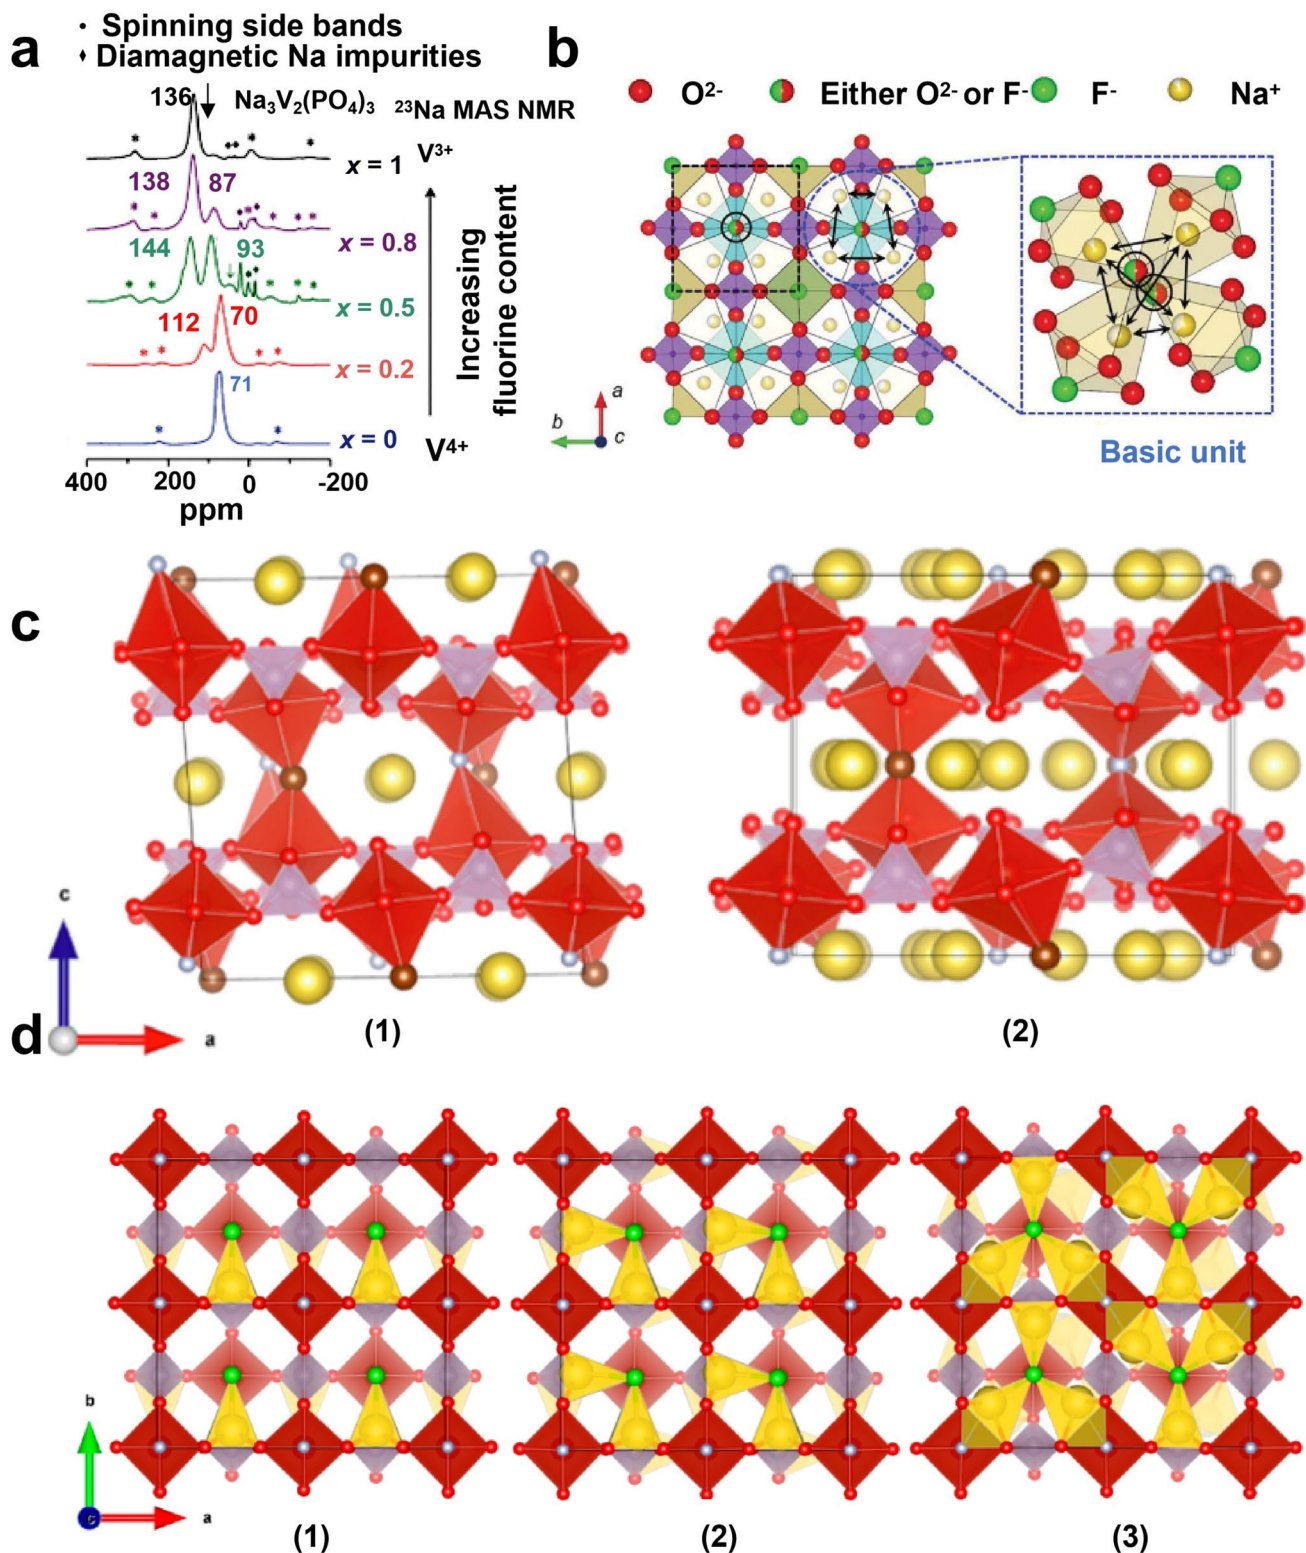 a
· Spinning side bands
♦ Diamagnetic Na impurities
136
Na₃V₂(PO₄)₃
²³Na MAS NMR
x = 1
V³⁺
138
87
x = 0.8
144
93
x = 0.5
112
70
x = 0.2
71
x = 0
V⁴⁺
Increasing
fluorine content
400
200
0
-200
ppm
b
O²⁻
Either O²⁻ or F⁻
F⁻
Na⁺
a
b
c
Basic unit
c
c
a
(1)
(2)
d
b
c
a
(1)
(2)
(3)